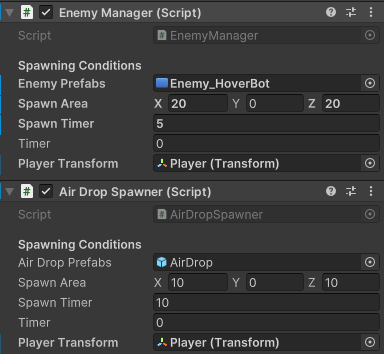 # Enemy Manager (Script)
Script # EnemyManager
Spawning Conditions
Enemy Prefabs Enemy_HoverBot
Spawn Area X 20 Y 0 Z 20
Spawn Timer 5
Timer 0
Player Transform Player (Transform)
# Air Drop Spawner (Script)
Script # AirDropSpawner
Spawning Conditions
Air Drop Prefabs AirDrop
Spawn Area X 10 Y 0 Z 10
Spawn Timer 10
Timer 0
Player Transform Player (Transform)